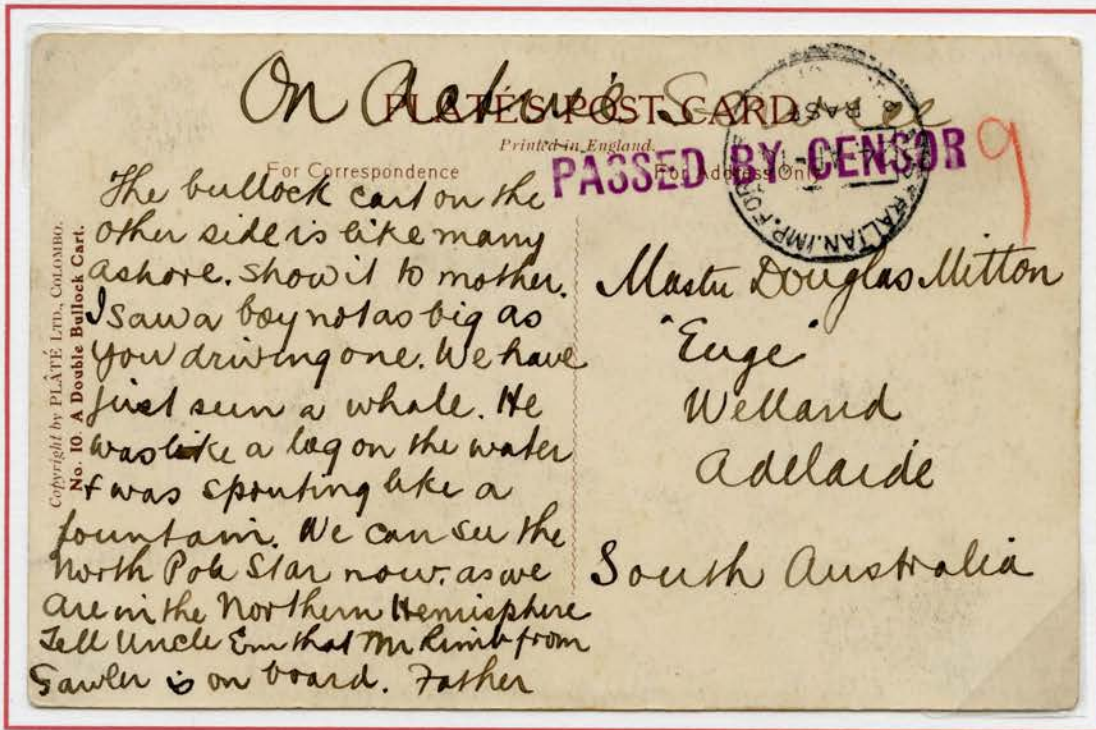 On Active Service
PLATÉ'S POST CARD.
Printed in England.
PASSED BY CENSOR
9
For Correspondence
For Address Only
Copyright by PLÂTÉ LTD., COLOMBO.
No. 10. A Double Bullock Cart.
The bullock cart on the
other side is like many
ashore. Show it to mother.
I saw a boy not as big as
you driving one. We have
just seen a whale. He
was like a log on the water
& was spouting like a
fountain. We can see the
North Pole Star now. as we
are in the Northern Hemisphere
Tell Uncle Em that Mr from
Gawler is on board. Father
Master Douglas Mitton
"Euge"
Welland
Adelaide
South Australia
RALIAN.IMP.FOR